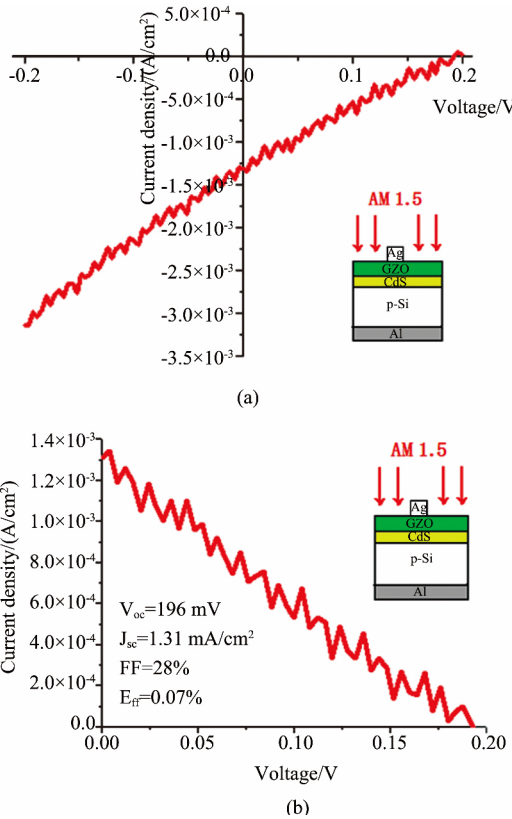 5.0×10⁻⁴
0.0
-0.2
-0.1
0.0
0.1
0.2
-5.0×10⁻⁴
-1.0×10⁻³
-1.5×10⁻³
-2.0×10⁻³
-2.5×10⁻³
-3.0×10⁻³
-3.5×10⁻³
Current density/(A/cm²)
Voltage/V
AM 1.5
Ag
GZO
CdS
p-Si
Al
(a)
1.4×10⁻³
1.2×10⁻³
1.0×10⁻³
8.0×10⁻⁴
6.0×10⁻⁴
4.0×10⁻⁴
2.0×10⁻⁴
0.0
Current density/(A/cm²)
AM 1.5
Ag
GZO
CdS
p-Si
Al
Voc=196 mV
Jsc=1.31 mA/cm²
FF=28%
Eff=0.07%
0.00
0.05
0.10
0.15
0.20
Voltage/V
(b)